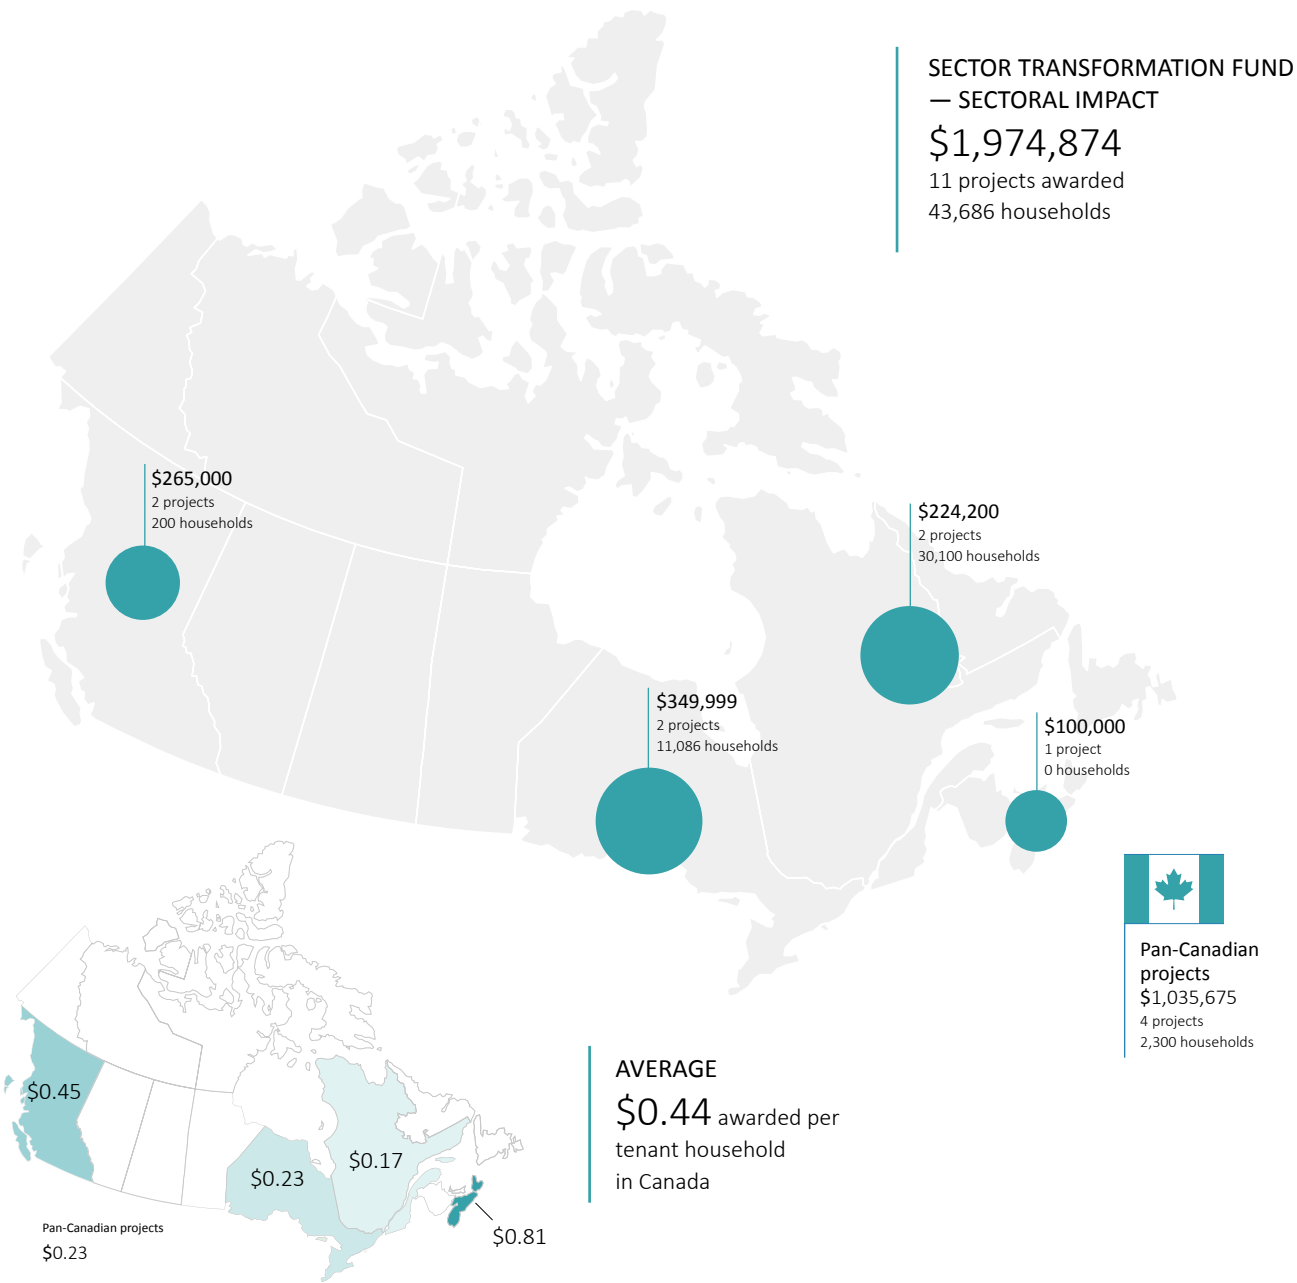 SECTOR TRANSFORMATION FUND
— SECTORAL IMPACT
$1,974,874
11 projects awarded
43,686 households
$265,000
2 projects
200 households
$224,200
2 projects
30,100 households
$349,999
2 projects
11,086 households
$100,000
1 project
0 households
Pan-Canadian
projects
$1,035,675
4 projects
2,300 households
$0.45
$0.23
$0.17
$0.81
Pan-Canadian projects
$0.23
AVERAGE
$0.44 awarded per
tenant household
in Canada